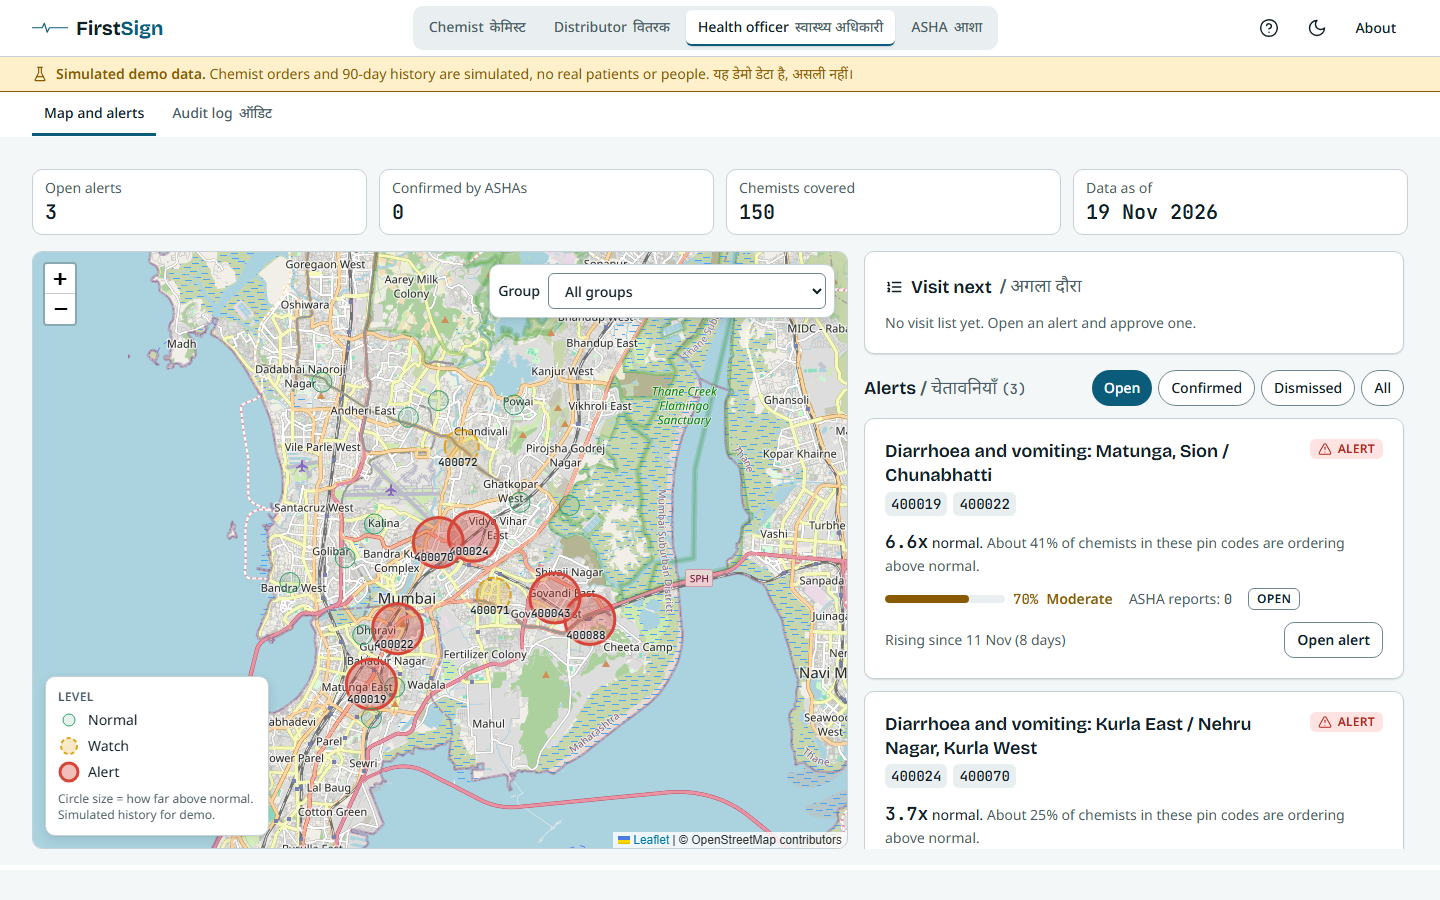 FirstSign
Chemist केमिस्ट
Distributor वितरक
Health officer स्वास्थ्य अधिकारी
ASHA आशा
About
Simulated demo data. Chemist orders and 90-day history are simulated, no real patients or people. यह डेमो डेटा है, असली नहीं।
Map and alerts
Audit log ऑडिट
Open alerts
3
Confirmed by ASHAs
0
Chemists covered
150
Data as of
19 Nov 2026
+
−
Group
All groups
Goregaon West
Aarey Milk
Colony
Oshiwara
Bhandup East
MIDC - Raba
Madh
Kanjur West
Dadabhai Naoroji
Nagar
Powai
Andheri East
Vikhroli East
Thane Creek
Flamingo
Sanctuary
Ghansoli
Chandivali
400072
Vile Parle West
Pirojsha Godrej
Nagar
Kopar Khairne
Ghatkopar
West
Santacruz West
Kalina
Vidya Vihar
East
Vashi
Turbhe
400070
400024
Golibar
Bandra Ku
Complex
Shivaji Nagar
SPH
Sanpada
Bandra West
Mumbai
400071
Govandi East
400043
Mumbai Suburban District
Juinaga
Dharavi
400022
400088
Cheeta Camp
Bahadur Nagar
Fertilizer Colony
Navi M
Matunga East
Wadala
400019
Mahul
Maharashtra
Thane
Seawoo
West
abhadevi
Parel
ower Parel
Sewri
Lal Baug
Cotton Green
LEVEL
Normal
Watch
Alert
Circle size = how far above normal.
Simulated history for demo.
Leaflet | © OpenStreetMap contributors
Visit next / अगला दौरा
No visit list yet. Open an alert and approve one.
Alerts / चेतावनियाँ (3)
Open
Confirmed
Dismissed
All
Diarrhoea and vomiting: Matunga, Sion /
Chunabhatti
ALERT
400019 400022
6.6x normal. About 41% of chemists in these pin codes are ordering
above normal.
70% Moderate ASHA reports: 0 OPEN
Rising since 11 Nov (8 days)
Open alert
Diarrhoea and vomiting: Kurla East / Nehru
Nagar, Kurla West
ALERT
400024 400070
3.7x normal. About 25% of chemists in these pin codes are ordering
above normal.